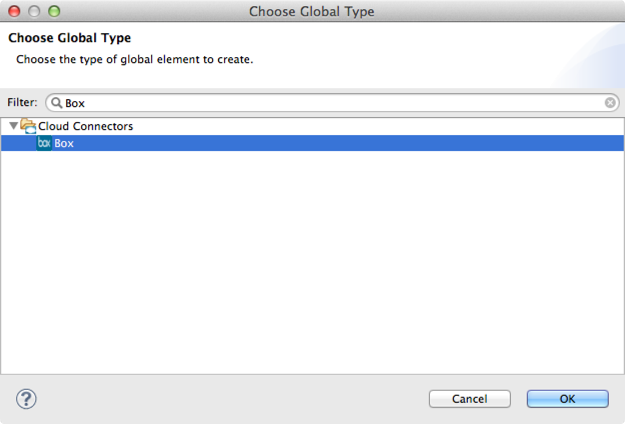 Choose Global Type
Choose Global Type
Choose the type of global element to create.
Filter: Box
Cloud Connectors
box Box
? Cancel OK